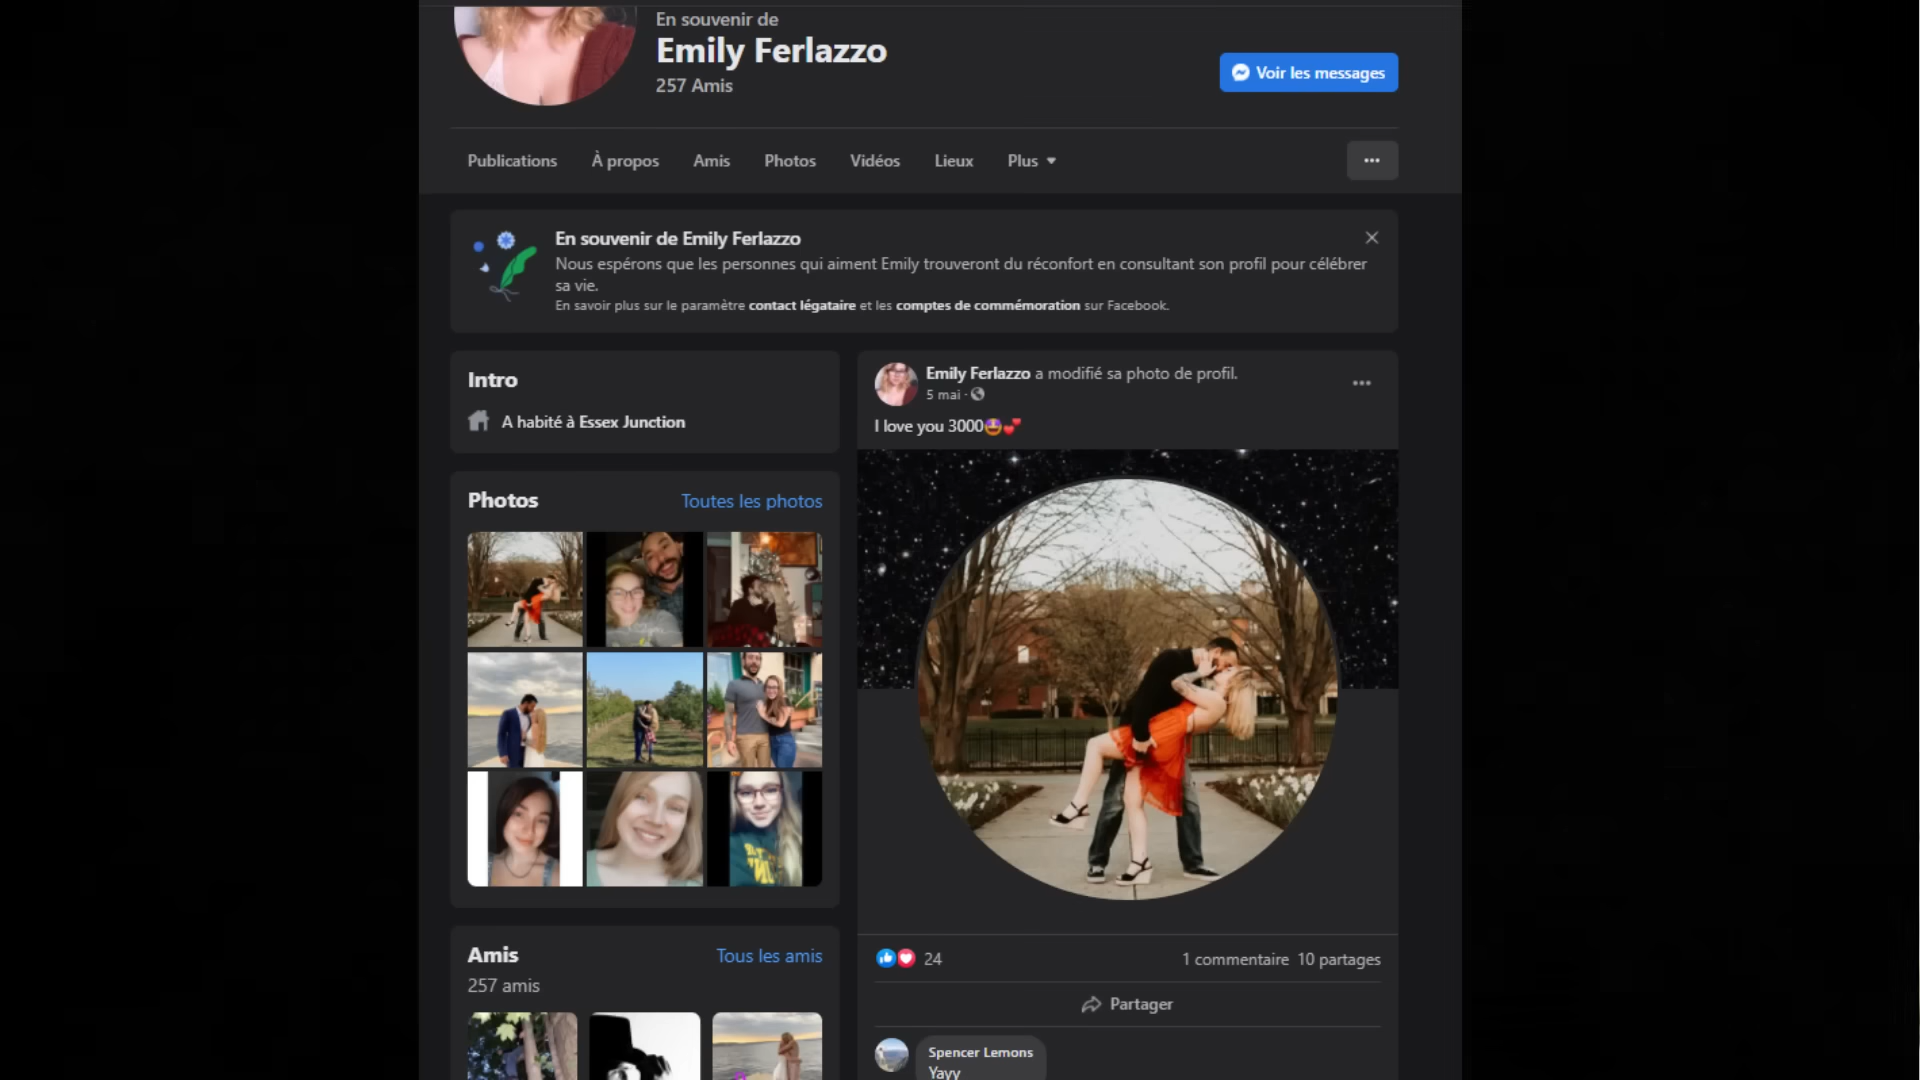 En souvenir de
Emily Ferlazzo
257 Amis
Voir les messages
Publications
À propos
Amis
Photos
Vidéos
Lieux
Plus
En souvenir de Emily Ferlazzo
Nous espérons que les personnes qui aiment Emily trouveront du réconfort en consultant son profil pour célébrer
sa vie.
En savoir plus sur le paramètre contact légataire et les comptes de commémoration sur Facebook.
Intro
A habité à Essex Junction
Photos
Toutes les photos
Amis
Tous les amis
257 amis
Emily Ferlazzo a modifié sa photo de profil.
5 mai ·
I love you 3000🤩💕
24
1 commentaire 10 partages
Partager
Spencer Lemons
Yayy